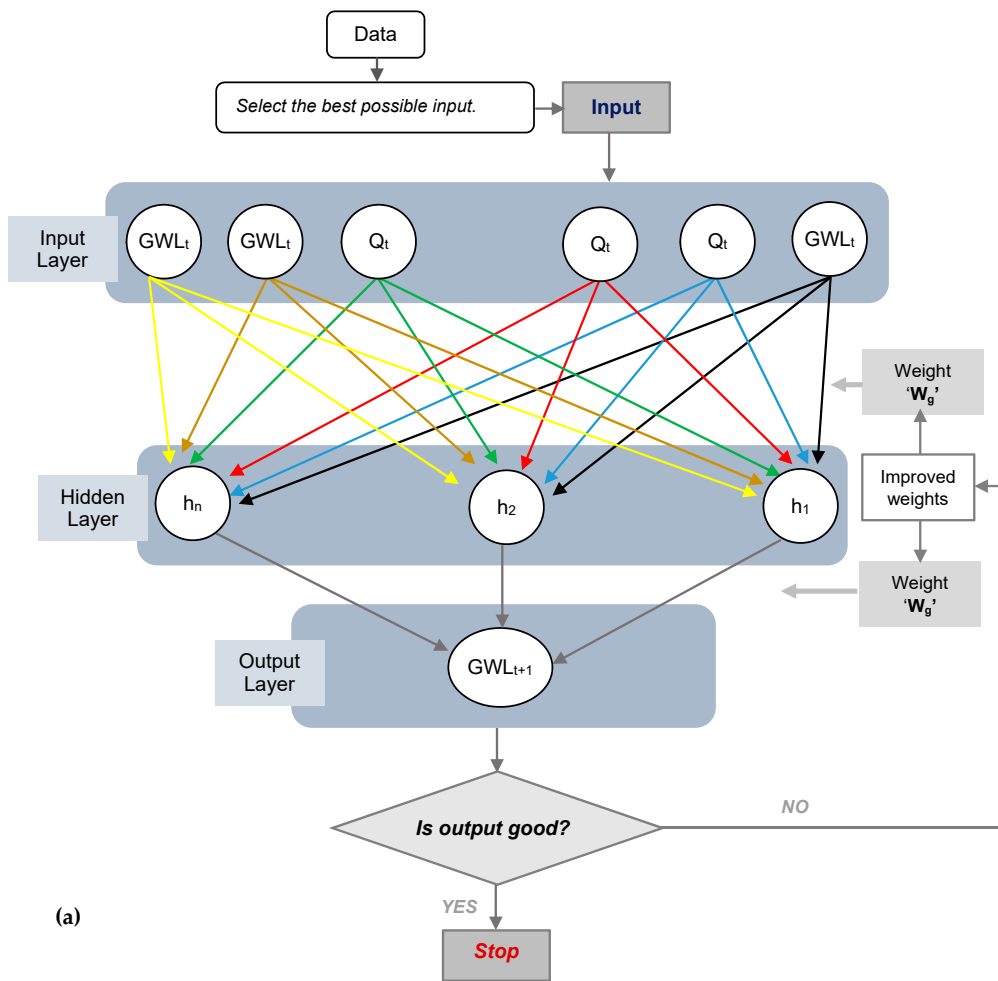 Data
Select the best possible input.
Input
Input
Layer
GWLt
GWLt
Qt
Qt
Qt
GWLt
Weight
‘Wg’
Hidden
Layer
hn
h2
h1
Improved
weights
Weight
‘Wg’
Output
Layer
GWLt+1
Is output good?
NO
YES
(a)
Stop